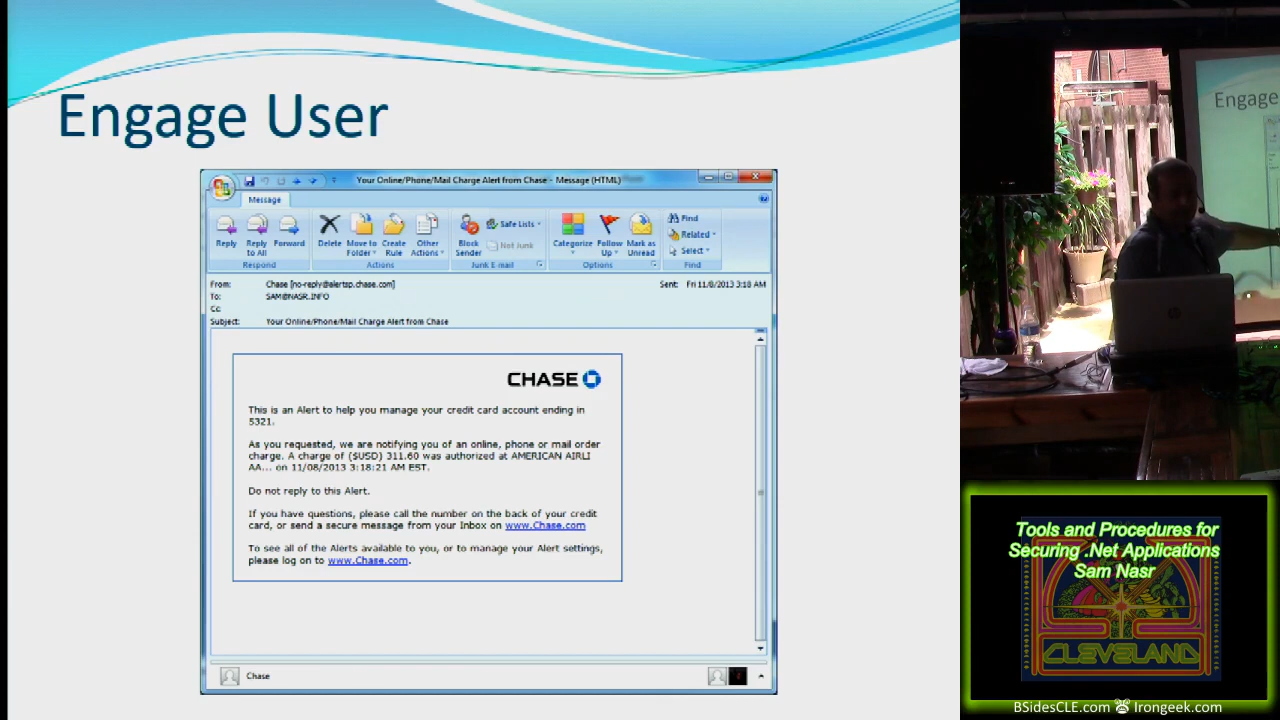 Engage User
Your Online/Phone/Mail Charge Alert from Chase - Message (HTML)
Message
Reply
Reply to All
Forward
Respond
Delete
Move to Folder
Create Rule
Other Actions
Actions
Block Sender
Safe Lists
Not Junk
Junk E-mail
Categorize
Follow Up
Mark as Unread
Options
Find
Related
Select
Find
From: Chase [no-reply@alertsp.chase.com]
Sent: Fri 11/8/2013 3:18 AM
To: SAM@NASR.INFO
Cc:
Subject: Your Online/Phone/Mail Charge Alert from Chase
CHASE
This is an Alert to help you manage your credit card account ending in
5321.
As you requested, we are notifying you of an online, phone or mail order
charge. A charge of ($USD) 311.60 was authorized at AMERICAN AIRLI
AA... on 11/08/2013 3:18:21 AM EST.
Do not reply to this Alert.
If you have questions, please call the number on the back of your credit
card, or send a secure message from your Inbox on www.Chase.com
To see all of the Alerts available to you, or to manage your Alert settings,
please log on to www.Chase.com.
Chase
Engage
hp
Tools and Procedures for
Securing .Net Applications
Sam Nasr
CLEVELAND
BSidesCLE.com Irongeek.com